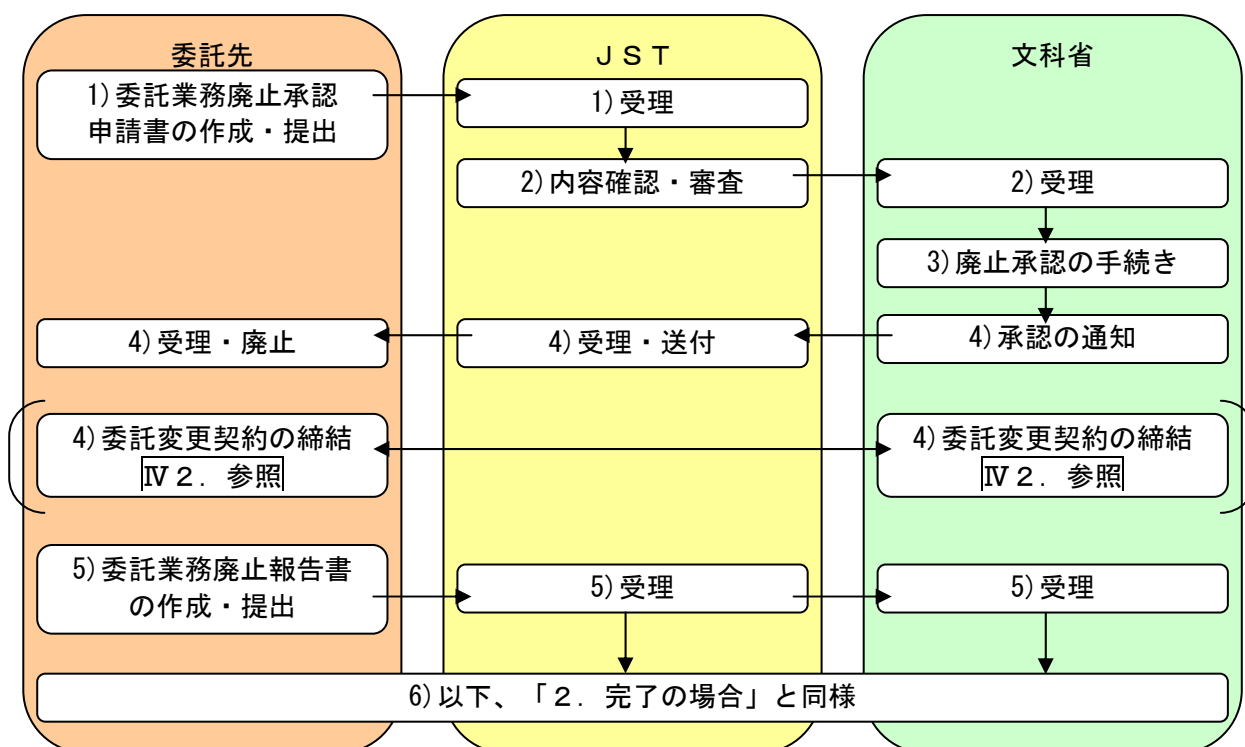 委託先
JST
文科省
1)委託業務廃止承認
申請書の作成・提出
1)受理
2)内容確認・審査
2)受理
3)廃止承認の手続き
4)受理・廃止
4)受理・送付
4)承認の通知
4)委託変更契約の締結
Ⅳ2.参照
4)委託変更契約の締結
Ⅳ2.参照
5)委託業務廃止報告書
の作成・提出
5)受理
5)受理
6)以下、「2.完了の場合」と同様